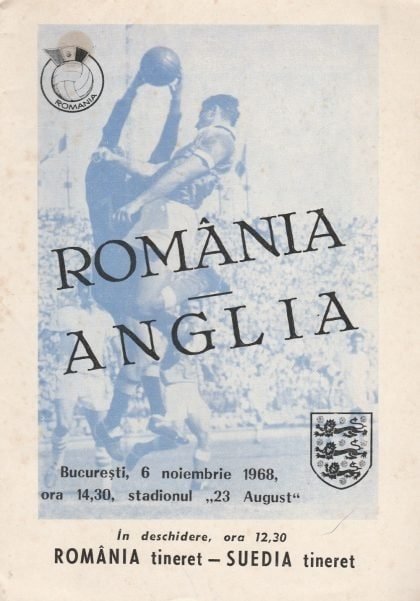 ROMANIA
ROMÂNIA
—
ANGLIA
București, 6 noiembrie 1968,
ora 14,30, stadionul „23 August“
În deschidere, ora 12,30
ROMÂNIA tineret — SUEDIA tineret